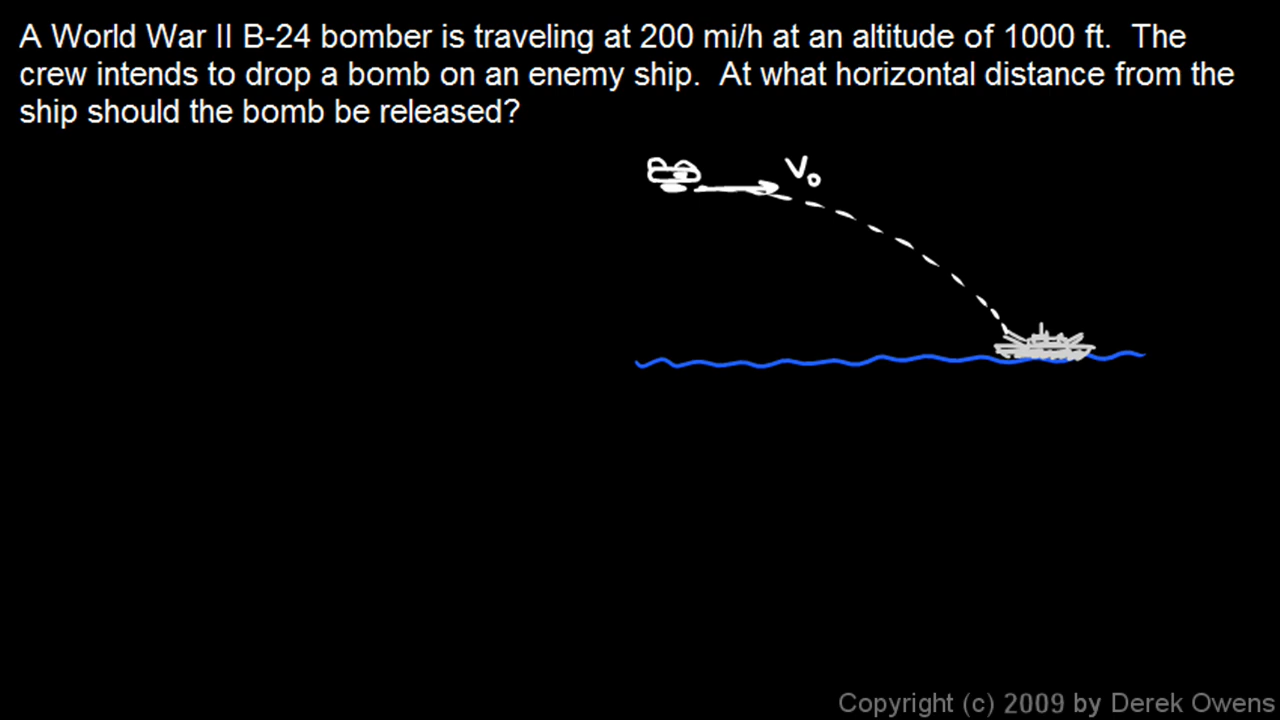 A World War II B-24 bomber is traveling at 200 mi/h at an altitude of 1000 ft.  The
crew intends to drop a bomb on an enemy ship.  At what horizontal distance from the
ship should the bomb be released?
V₀
Copyright (c) 2009 by Derek Owens